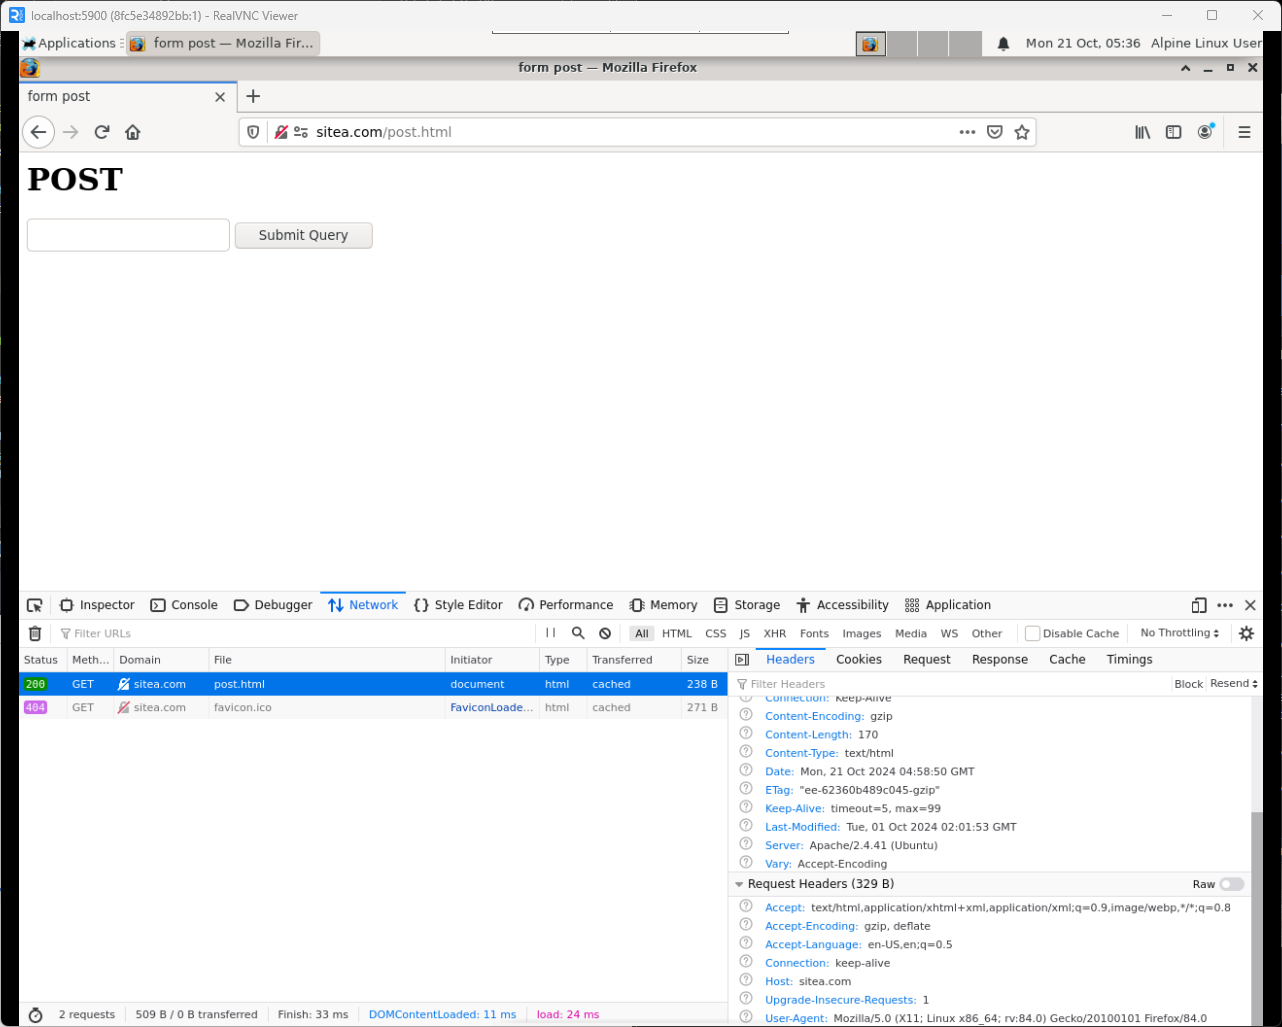 localhost:5900 (8fc5e34892bb:1) - RealVNC Viewer
Applications
form post — Mozilla Fir...
Mon 21 Oct, 05:36 Alpine Linux User
form post — Mozilla Firefox
form post
sitea.com/post.html
POST
Submit Query
Inspector Console Debugger Network Style Editor Performance Memory Storage Accessibility Application
Filter URLs All HTML CSS JS XHR Fonts Images Media WS Other Disable Cache No Throttling
Status Meth... Domain File Initiator Type Transferred Size
200 GET sitea.com post.html document html cached 238 B
404 GET sitea.com favicon.ico FaviconLoade... html cached 271 B
Headers Cookies Request Response Cache Timings
Filter Headers Block Resend
Connection: Keep-Alive
Content-Encoding: gzip
Content-Length: 170
Content-Type: text/html
Date: Mon, 21 Oct 2024 04:58:50 GMT
ETag: "ee-62360b489c045-gzip"
Keep-Alive: timeout=5, max=99
Last-Modified: Tue, 01 Oct 2024 02:01:53 GMT
Server: Apache/2.4.41 (Ubuntu)
Vary: Accept-Encoding
Request Headers (329 B) Raw
Accept: text/html,application/xhtml+xml,application/xml;q=0.9,image/webp,*/*;q=0.8
Accept-Encoding: gzip, deflate
Accept-Language: en-US,en;q=0.5
Connection: keep-alive
Host: sitea.com
Upgrade-Insecure-Requests: 1
User-Agent: Mozilla/5.0 (X11; Linux x86_64; rv:84.0) Gecko/20100101 Firefox/84.0
2 requests 509 B / 0 B transferred Finish: 33 ms DOMContentLoaded: 11 ms load: 24 ms